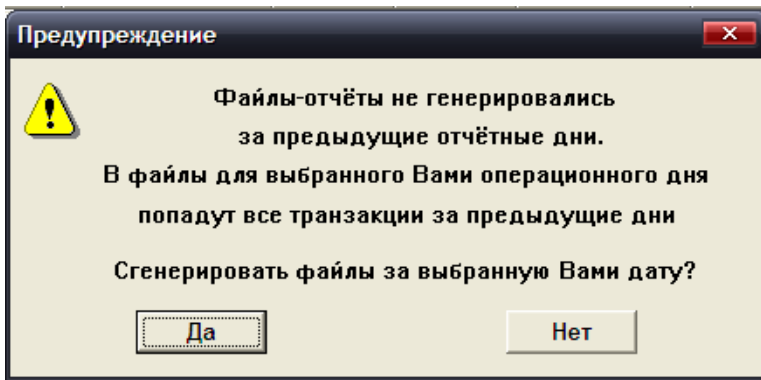 Предупреждение
Файлы-отчёты не генерировались
за предыдущие отчётные дни.
В файлы для выбранного Вами операционного дня
попадут все транзакции за предыдущие дни
Сгенерировать файлы за выбранную Вами дату?
Да
Нет